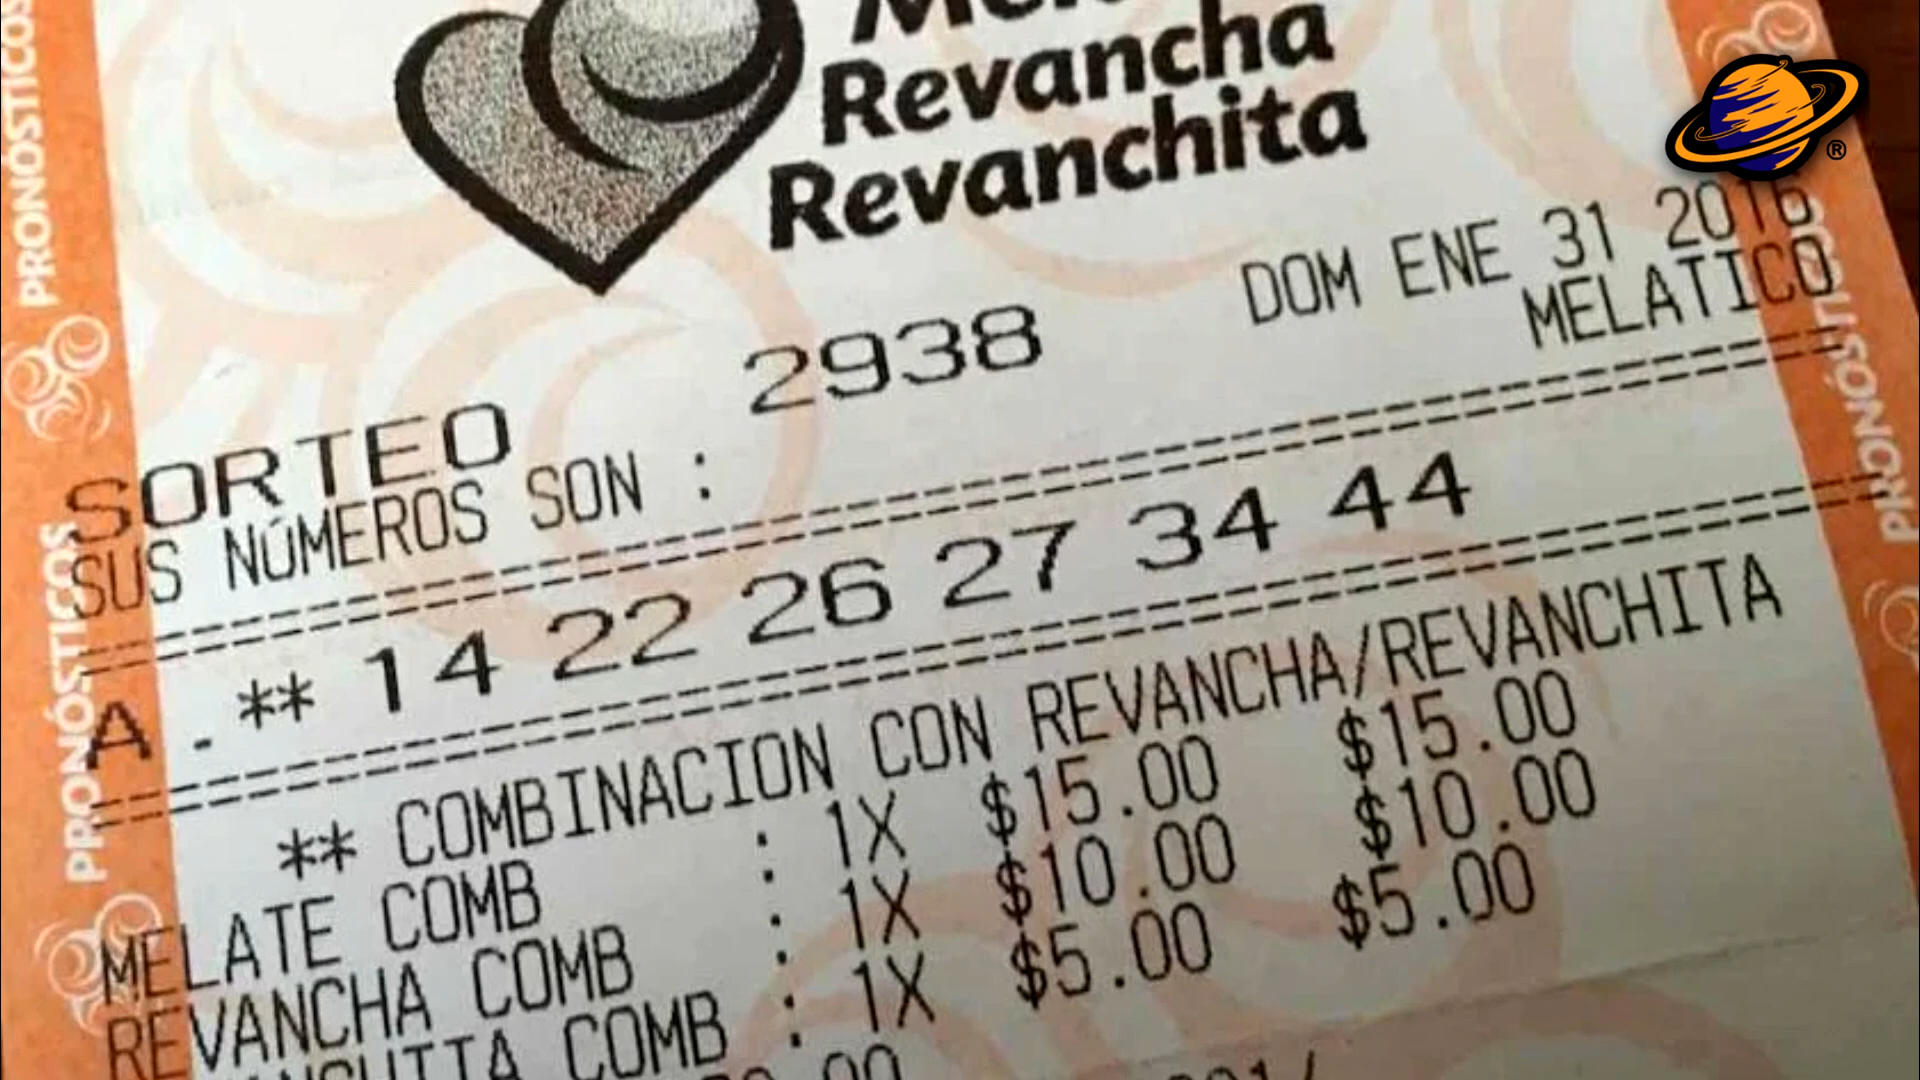 Revancha
Revanchita
DOM ENE 31 2016
MELATICO
SORTEO 2938
SUS NÚMEROS SON :
A - ** 14 22 26 27 34 44
** COMBINACION CON REVANCHA/REVANCHITA
MELATE COMB : 1X $15.00 $15.00
REVANCHA COMB : 1X $10.00 $10.00
COMB : 1X $5.00 $5.00
PRONÓSTICOS
PRONÓSTICOS
PRONÓSTICOS
PRONÓSTICOS
®